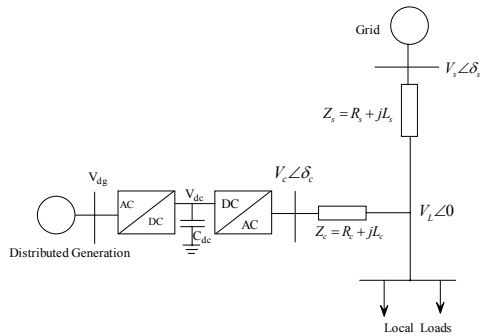 Grid
V_s∠δ_s
Z_s = R_s + jL_s
V_c∠δ_c
V_dg
V_dc
AC
DC
DC
AC
C_dc
V_L∠0
Z_c = R_c + jL_c
Distributed Generation
Local Loads